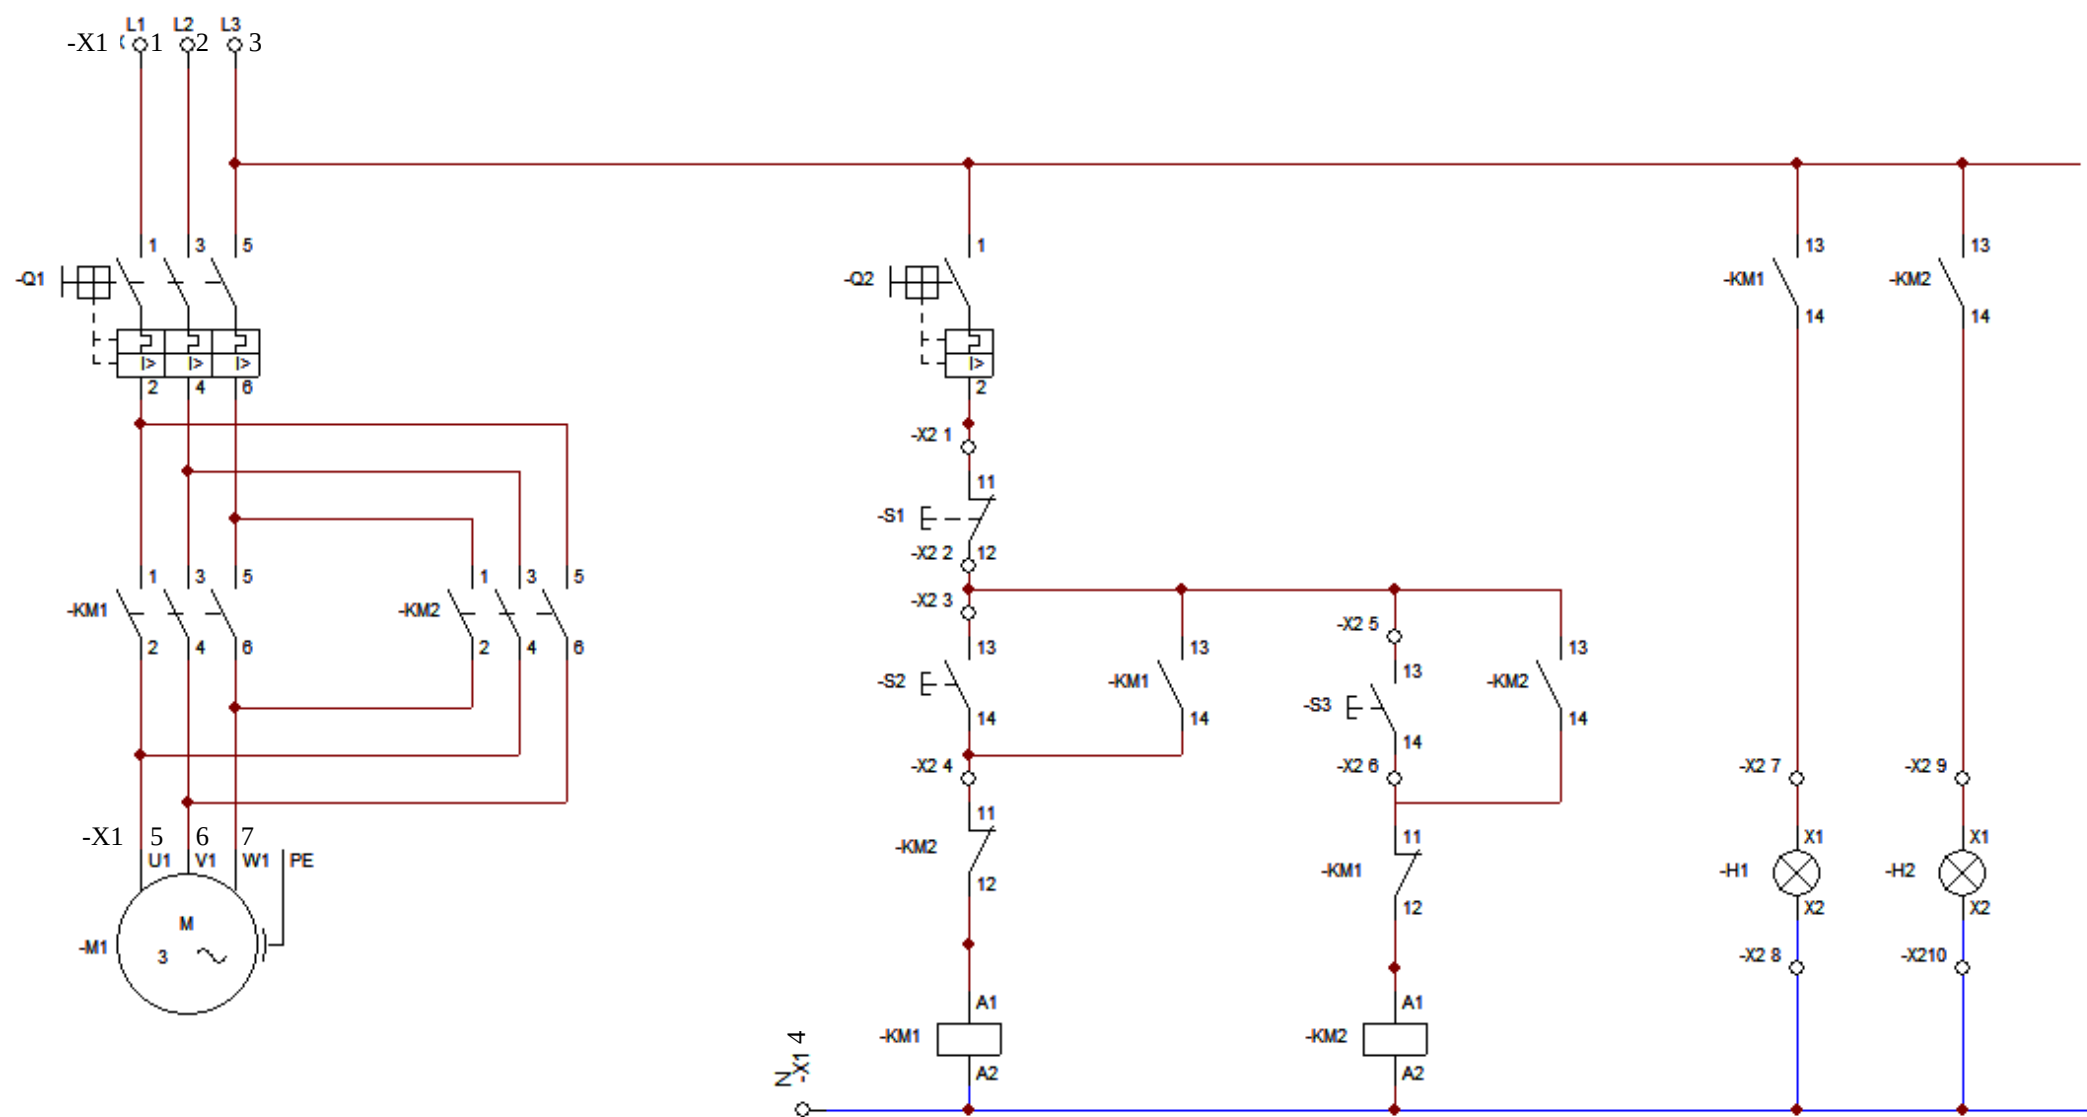 L1 L2 L3
-X1 1 2 3
1 3 5 1 13 13
-Q1 -Q2 -KM1 -KM2
14 14
I> I> I> I>
2 4 6 2
-X2 1
11
-S1
-X2 2 12
1 3 5 1 3 5
-X2 3
-KM1 -KM2
-X2 5
2 4 6 2 4 6 13 13 13
13
-S2 -KM1 -KM2
-S3
14 14 14
14
-X2 4 -X2 6 -X2 7 -X2 9
11
-X1 5 6 7 11 X1 X1
-KM2
U1 V1 W1 PE
-KM1 -H1 -H2
12
12 X2 X2
M
-M1 3
-X2 8 -X210
A1 A1
-KM1 -KM2
N -X1 4
A2 A2